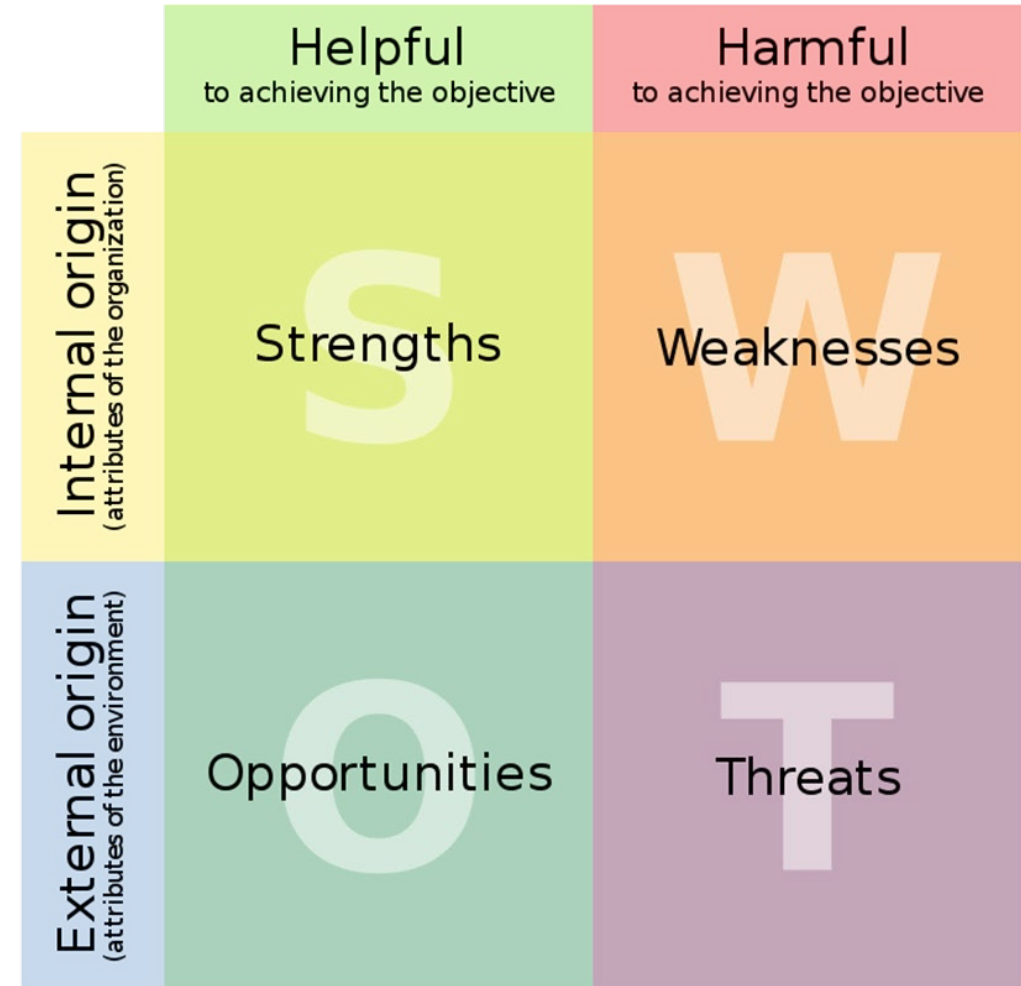 Helpful
to achieving the objective
Harmful
to achieving the objective
Internal origin
(attributes of the organization)
S
Strengths
W
Weaknesses
External origin
(attributes of the environment)
O
Opportunities
T
Threats